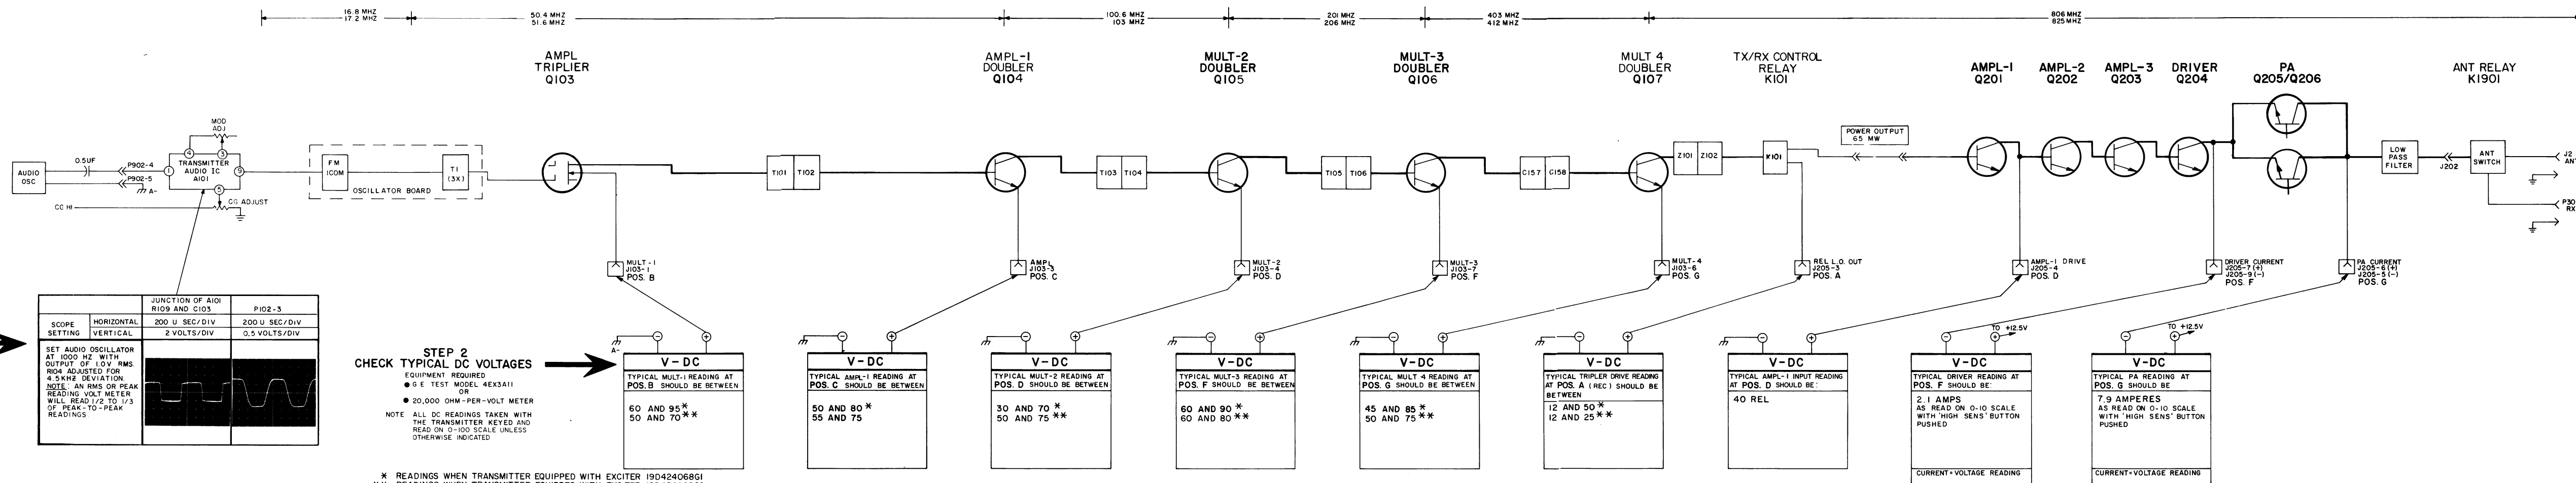 16.8 MHZ
17.2 MHZ
50.4 MHZ
51.6 MHZ
100.6 MHZ
103 MHZ
201 MHZ
206 MHZ
403 MHZ
412 MHZ
806 MHZ
825 MHZ
AMPL
TRIPLIER
Q103
AMPL-1
DOUBLER
Q104
MULT-2
DOUBLER
Q105
MULT-3
DOUBLER
Q106
MULT 4
DOUBLER
Q107
TX/RX CONTROL
RELAY
K101
AMPL-1
Q201
AMPL-2
Q202
AMPL-3
Q203
DRIVER
Q204
PA
Q205/Q206
ANT RELAY
K1901
AUDIO
OSC
0.5UF
P902-4
P902-5
A-
MOD
ADJ
4
3
1
9
5
TRANSMITTER
AUDIO IC
A101
CG HI
CG ADJUST
FM
ICOM
T1
(3X)
OSCILLATOR BOARD
T101
T102
T103
T104
T105
T106
C157
C158
Z101
Z102
K101
POWER OUTPUT
65 MW
LOW
PASS
FILTER
J202
ANT
SWITCH
J2
ANT
P30
RX
MULT-1
J103-1
POS. B
AMPL
J103-3
POS. C
MULT-2
J103-4
POS. D
MULT-3
J103-7
POS. F
MULT-4
J103-6
POS. G
REL L.O. OUT
J205-3
POS. A
AMPL-1 DRIVE
J205-4
POS. D
DRIVER CURRENT
J205-7 (+)
J205-9 (-)
POS. F
PA CURRENT
J205-6 (+)
J205-5 (-)
POS. G
JUNCTION OF A101
R109 AND C103
P102-3
SCOPE
SETTING
HORIZONTAL
200 U SEC/DIV
200 U SEC/DIV
VERTICAL
2 VOLTS/DIV
0.5 VOLTS/DIV
SET AUDIO OSCILLATOR
AT 1000 HZ WITH
OUTPUT OF 1.0V RMS.
R104 ADJUSTED FOR
4.5KHZ DEVIATION.
NOTE: AN RMS OR PEAK
READING VOLT METER
WILL READ 1/2 TO 1/3
OF PEAK-TO-PEAK
READINGS
STEP 2
CHECK TYPICAL DC VOLTAGES
EQUIPMENT REQUIRED
● G E TEST MODEL 4EX3A11
OR
● 20,000 OHM-PER-VOLT METER
NOTE ALL DC READINGS TAKEN WITH
THE TRANSMITTER KEYED AND
READ ON 0-100 SCALE UNLESS
OTHERWISE INDICATED
A-
- +
V-DC
TYPICAL MULT-1 READING AT
POS. B SHOULD BE BETWEEN
60 AND 95*
50 AND 70**
- +
V-DC
TYPICAL AMPL-1 READING AT
POS. C SHOULD BE BETWEEN
50 AND 80*
55 AND 75
- +
V-DC
TYPICAL MULT-2 READING AT
POS. D SHOULD BE BETWEEN
30 AND 70*
50 AND 75**
- +
V-DC
TYPICAL MULT-3 READING AT
POS. F SHOULD BE BETWEEN
60 AND 90*
60 AND 80**
- +
V-DC
TYPICAL MULT 4 READING AT
POS. G SHOULD BE BETWEEN
45 AND 85*
50 AND 75**
- +
V-DC
TYPICAL TRIPLER DRIVE READING
AT POS. A (REC) SHOULD BE
BETWEEN
12 AND 50*
12 AND 25**
- +
V-DC
TYPICAL AMPL-1 INPUT READING
AT POS. D SHOULD BE:
40 REL
TO +12.5V
- +
V-DC
TYPICAL DRIVER READING AT
POS. F SHOULD BE:
2.1 AMPS
AS READ ON 0-10 SCALE
WITH 'HIGH SENS' BUTTON
PUSHED
CURRENT=VOLTAGE READING
TO +12.5V
- +
V-DC
TYPICAL PA READING AT
POS. G SHOULD BE
7.9 AMPERES
AS READ ON 0-10 SCALE
WITH 'HIGH SENS' BUTTON
PUSHED
CURRENT=VOLTAGE READING
* READINGS WHEN TRANSMITTER EQUIPPED WITH EXCITER 19D424068G1